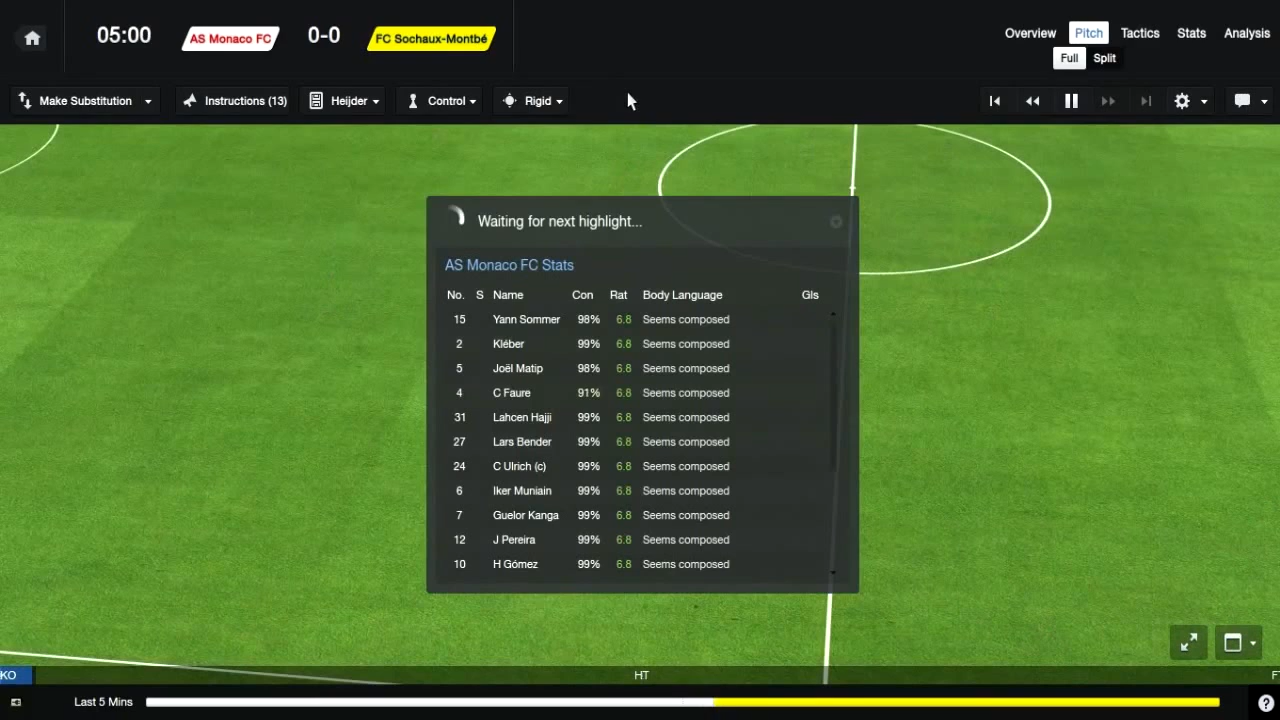 05:00 AS Monaco FC 0-0 FC Sochaux-Montbé
Overview Pitch Tactics Stats Analysis
Full Split
Make Substitution Instructions (13) Heijder Control Rigid
Waiting for next highlight...
AS Monaco FC Stats
No. S Name Con Rat Body Language Gls
15 Yann Sommer 98% 6.8 Seems composed
2 Kléber 99% 6.8 Seems composed
5 Joël Matip 98% 6.8 Seems composed
4 C Faure 91% 6.8 Seems composed
31 Lahcen Hajji 99% 6.8 Seems composed
27 Lars Bender 99% 6.8 Seems composed
24 C Ulrich (c) 99% 6.8 Seems composed
6 Iker Muniain 99% 6.8 Seems composed
7 Guelor Kanga 99% 6.8 Seems composed
12 J Pereira 99% 6.8 Seems composed
10 H Gómez 99% 6.8 Seems composed
KO HT F
Last 5 Mins ?